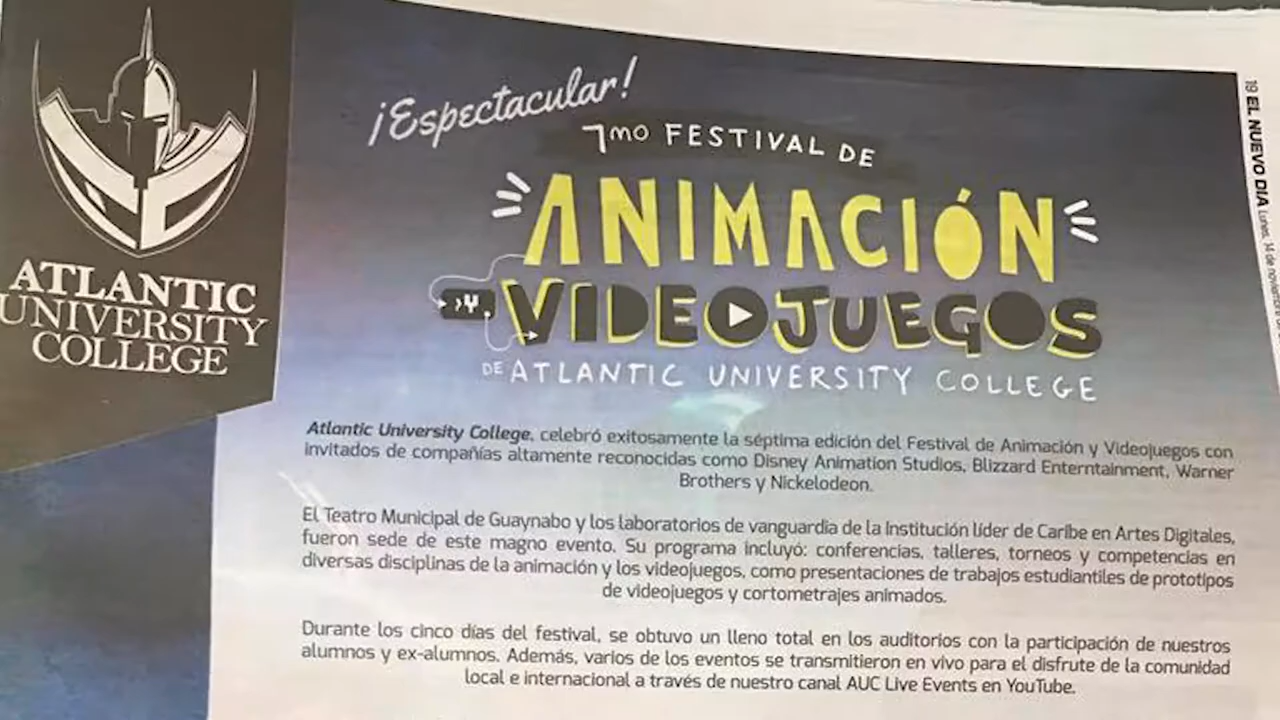 ATLANTIC
UNIVERSITY
COLLEGE
¡Espectacular!
7MO FESTIVAL DE
ANIMACIÓN
Y VIDEOJUEGOS
DE ATLANTIC UNIVERSITY COLLEGE
19 EL NUEVO DÍA Lunes, 14 de
Atlantic University College, celebró exitosamente la séptima edición del Festival de Animación y Videojuegos con
invitados de compañías altamente reconocidas como Disney Animation Studios, Blizzard Enterntainment, Warner
Brothers y Nickelodeon.
El Teatro Municipal de Guaynabo y los laboratorios de vanguardia de la Institución líder de Caribe en Artes Digitales,
fueron sede de este magno evento. Su programa incluyó: conferencias, talleres, torneos y competencias en
diversas disciplinas de la animación y los videojuegos, como presentaciones de trabajos estudiantiles de prototipos
de videojuegos y cortometrajes animados.
Durante los cinco días del festival, se obtuvo un lleno total en los auditorios con la participación de nuestros
alumnos y ex-alumnos. Además, varios de los eventos se transmitieron en vivo para el disfrute de la comunidad
local e internacional a través de nuestro canal AUC Live Events en YouTube.